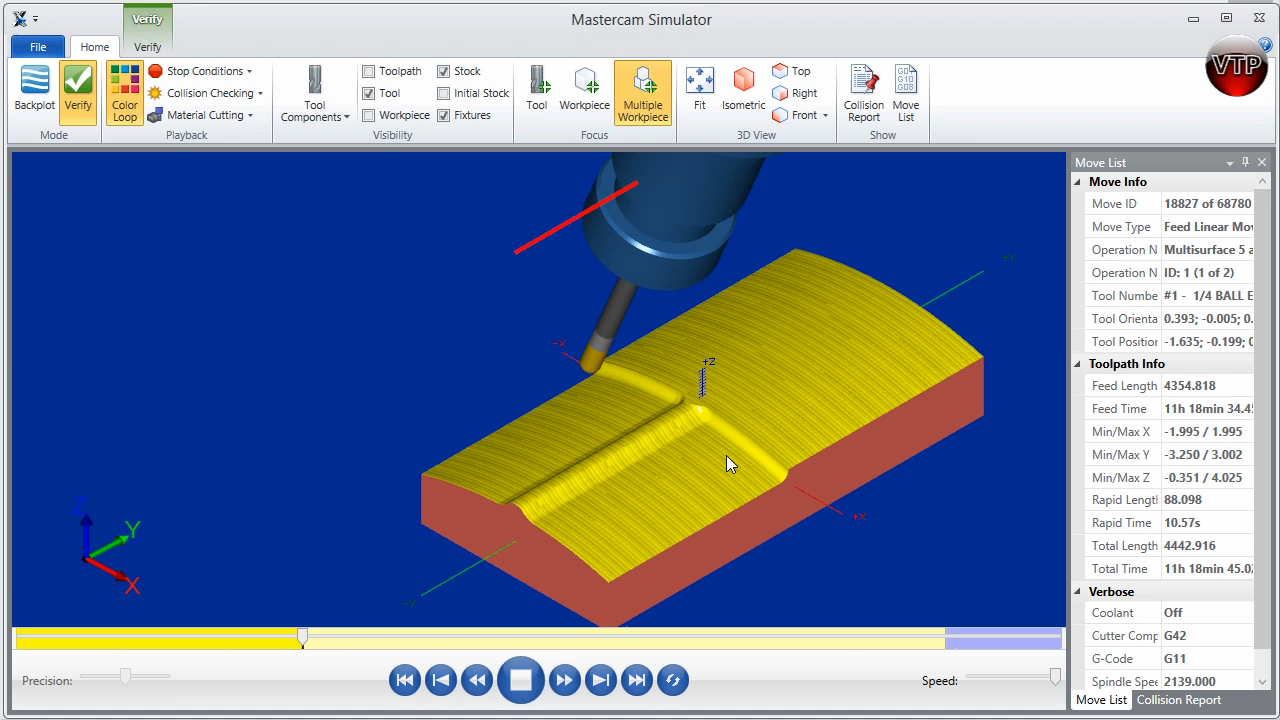 Verify
Mastercam Simulator
File
Home
Verify
VTP
Backplot
Verify
Mode
Color Loop
Stop Conditions
Collision Checking
Material Cutting
Playback
Tool Components
Toolpath
Tool
Workpiece
Stock
Initial Stock
Fixtures
Visibility
Tool
Workpiece
Multiple Workpiece
Focus
Fit
Isometric
Top
Right
Front
3D View
Collision Report
Move List
G01
G10
G08
Show
+Y
-X
+Z
+X
-Y
Z
Y
X
Move List
Move Info
Move ID 18827 of 68780
Move Type Feed Linear Mov
Operation N Multisurface 5 a
Operation N ID: 1 (1 of 2)
Tool Numbe #1 - 1/4 BALL E
Tool Orienta 0.393; -0.005; 0.
Tool Position -1.635; -0.199; 0
Toolpath Info
Feed Length 4354.818
Feed Time 11h 18min 34.45
Min/Max X -1.995 / 1.995
Min/Max Y -3.250 / 3.002
Min/Max Z -0.351 / 4.025
Rapid Length 88.098
Rapid Time 10.57s
Total Length 4442.916
Total Time 11h 18min 45.02
Verbose
Coolant Off
Cutter Comp G42
G-Code G11
Spindle Spee 2139.000
Move List
Collision Report
Precision:
Speed: